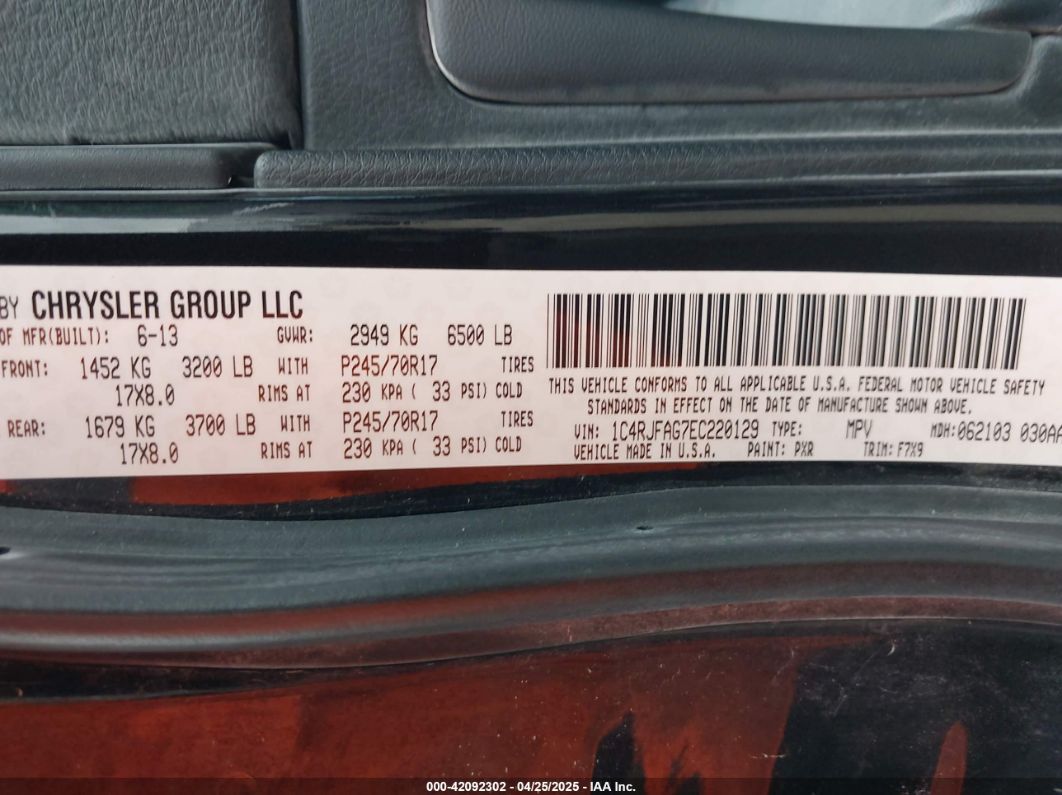 BY CHRYSLER GROUP LLC
OF MFR(BUILT): 6-13 GVWR: 2949 KG 6500 LB
FRONT: 1452 KG 3200 LB WITH P245/70R17 TIRES
17X8.0 RIMS AT 230 KPA ( 33 PSI) COLD
REAR: 1679 KG 3700 LB WITH P245/70R17 TIRES
17X8.0 RIMS AT 230 KPA ( 33 PSI) COLD
THIS VEHICLE CONFORMS TO ALL APPLICABLE U.S.A. FEDERAL MOTOR VEHICLE SAFETY
STANDARDS IN EFFECT ON THE DATE OF MANUFACTURE SHOWN ABOVE.
VIN: 1C4RJFAG7EC220129 TYPE: MPV MDH:062103 030AA
VEHICLE MADE IN U.S.A. PAINT: PXR TRIM: F7X9
000-42092302 - 04/25/2025 - IAA Inc.